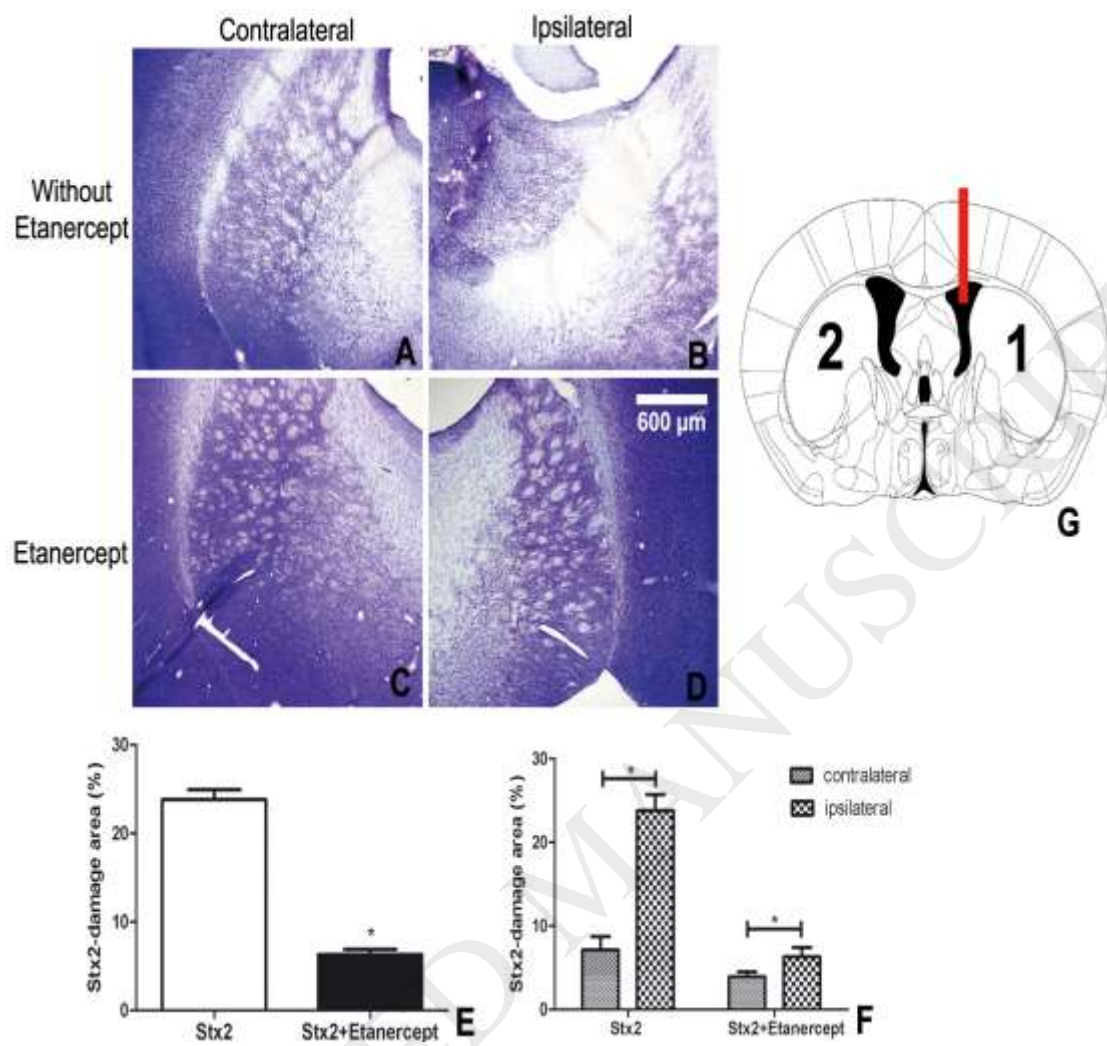 Contralateral
Ipsilateral
Without
Etanercept
A
B
2
1
G
600 µm
Etanercept
C
D
Stx2-damage area (%)
30
20
10
0
*
Stx2
Stx2+Etanercept
E
Stx2-damage area (%)
30
20
10
0
*
*
contralateral
ipsilateral
Stx2
Stx2+Etanercept
F
D MANUSCRIP